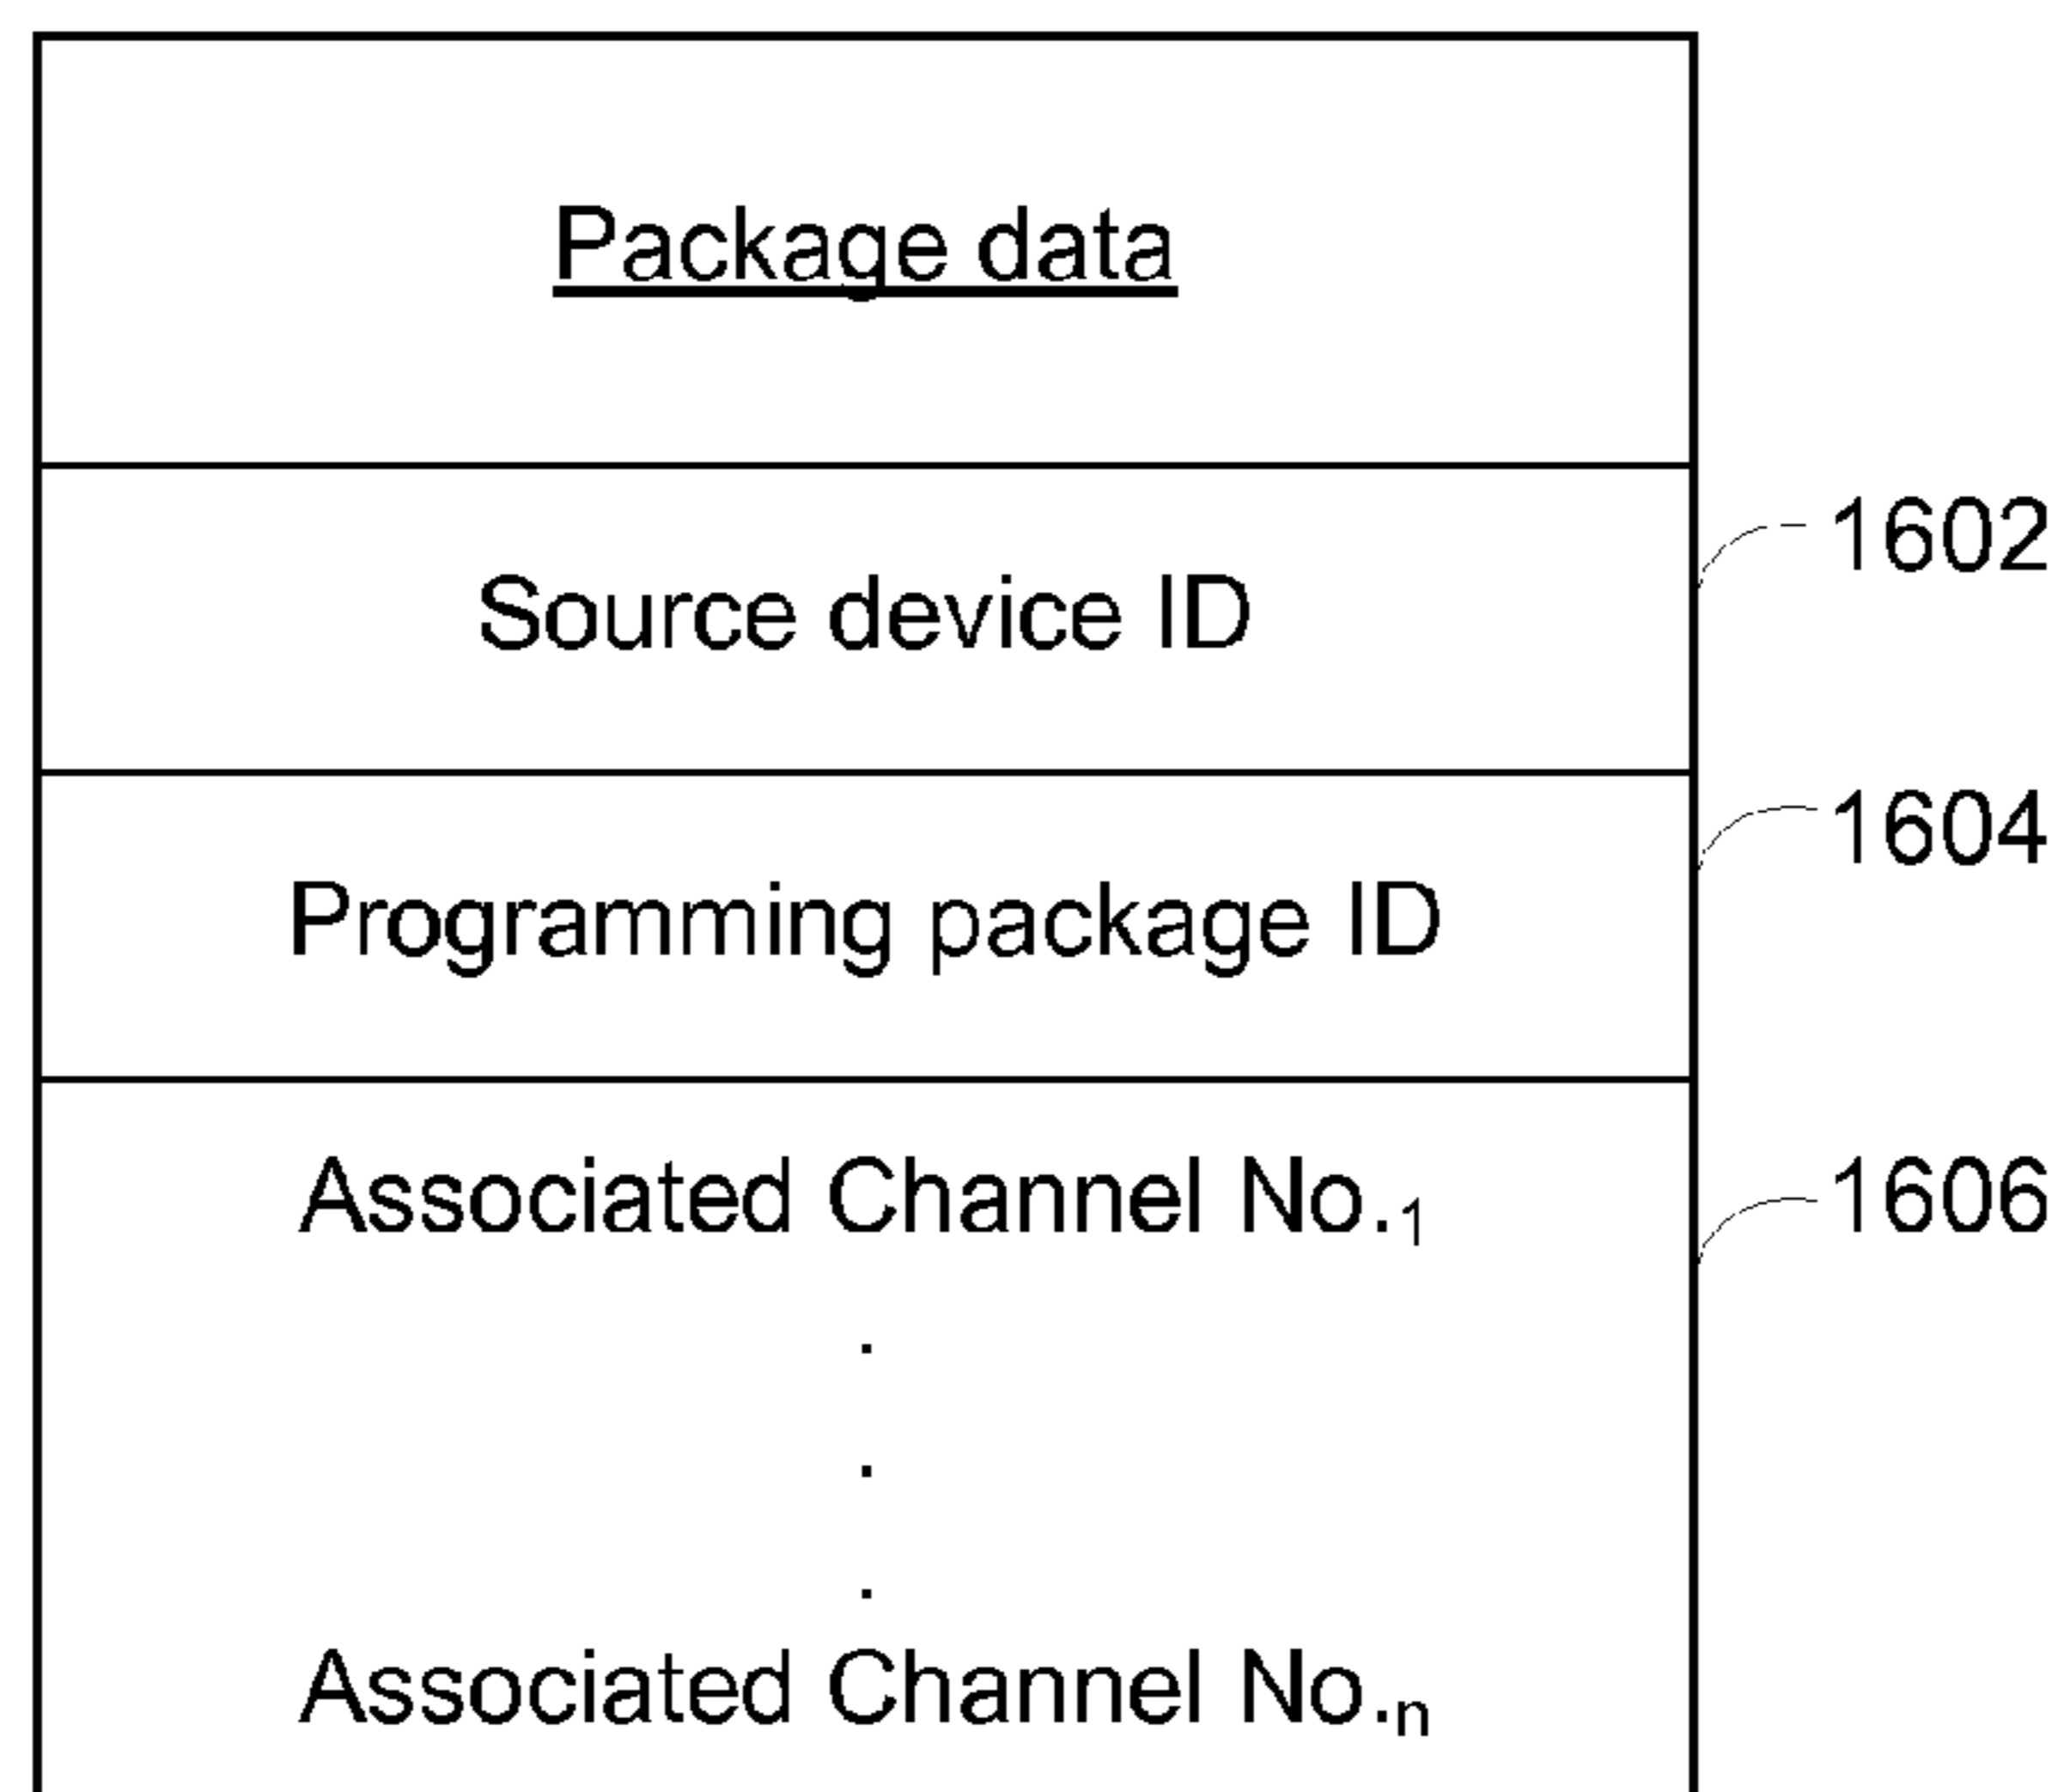 Package data
1602
Source device ID
1604
Programming package ID
Associated Channel No.1
1606
.
.
.
Associated Channel No.n